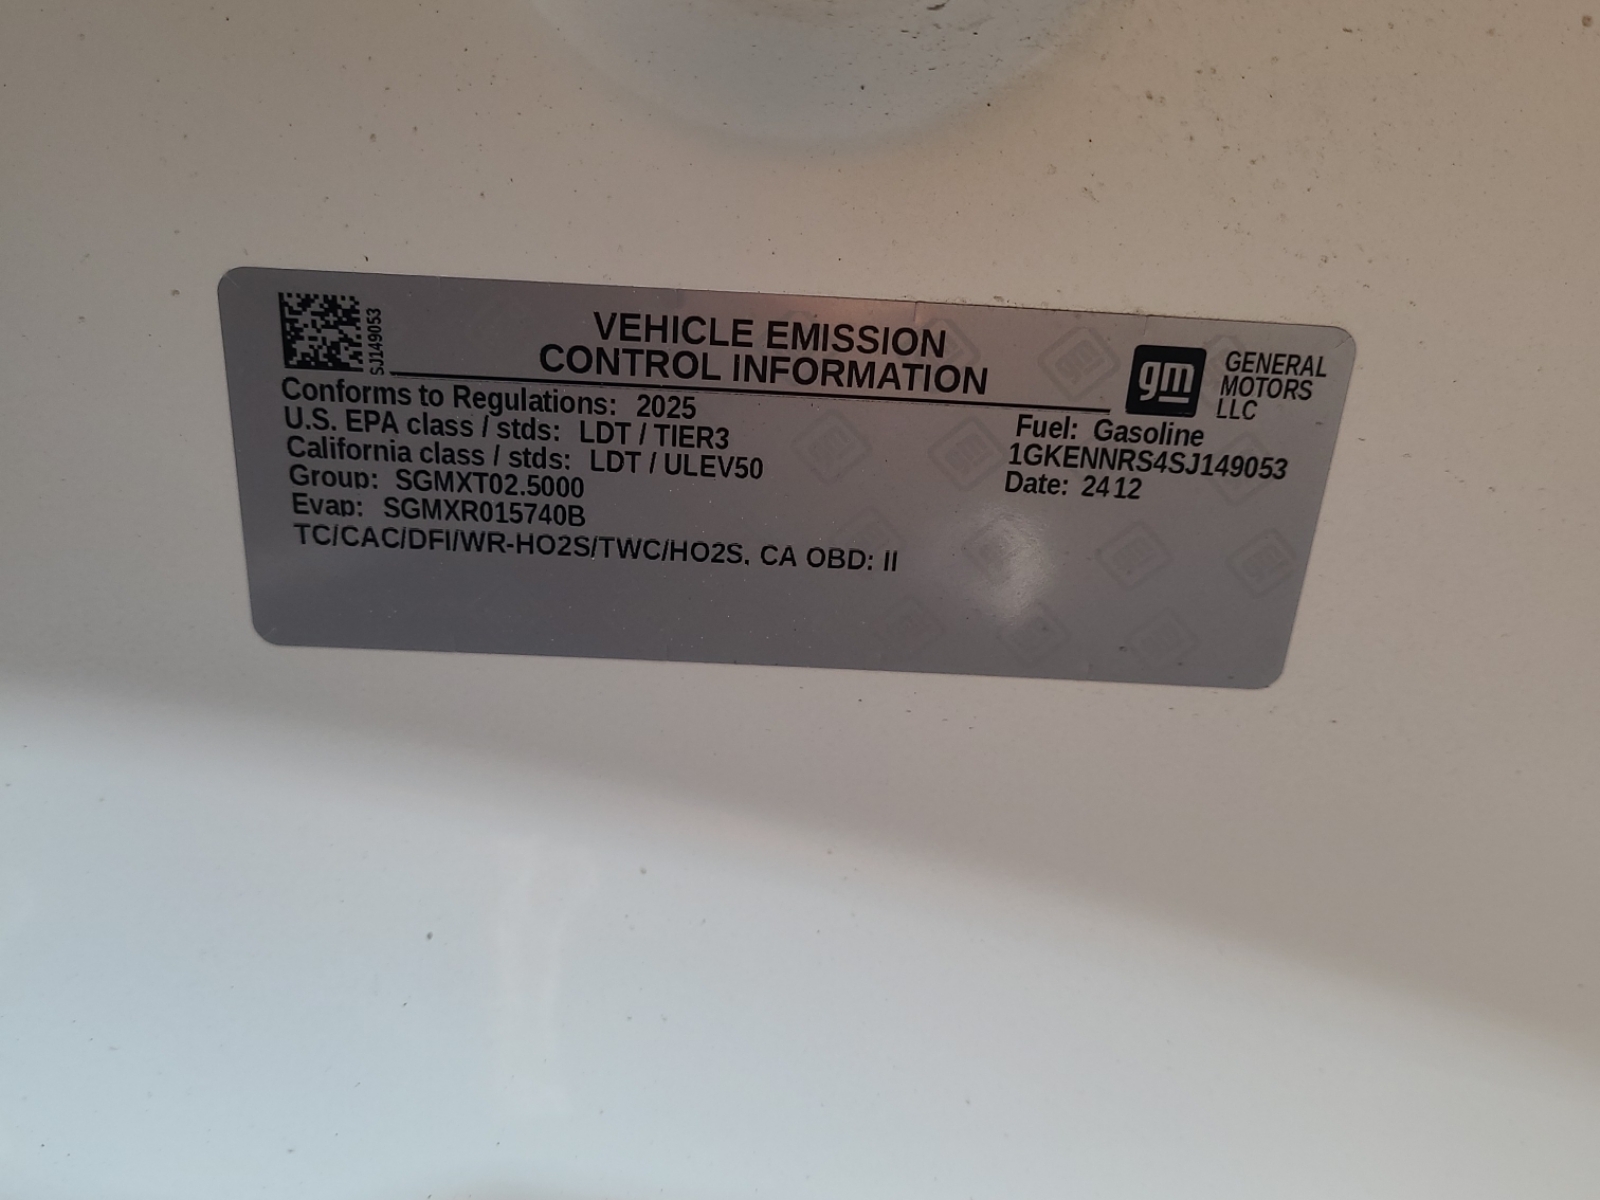 SJ149053
VEHICLE EMISSION
CONTROL INFORMATION
gm
GENERAL
MOTORS
LLC
Conforms to Regulations: 2025
U.S. EPA class / stds: LDT / TIER3
California class / stds: LDT / ULEV50
Group: SGMXT02.5000
Evap: SGMXR015740B
TC/CAC/DFI/WR-HO2S/TWC/HO2S, CA OBD: II
Fuel: Gasoline
1GKENNRS4SJ149053
Date: 2412